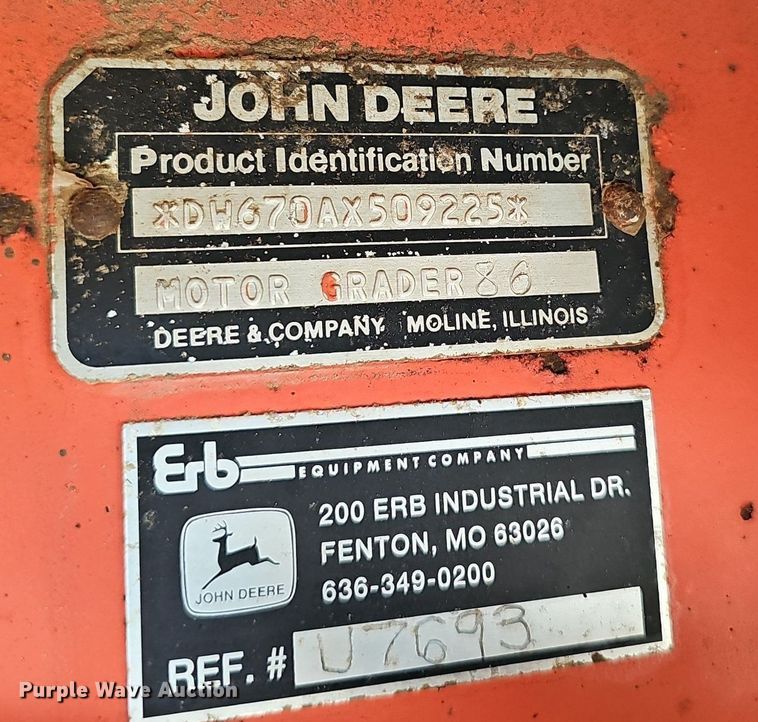 JOHN DEERE
Product Identification Number
*DW670AX509225*
MOTOR GRADER 86
DEERE & COMPANY MOLINE, ILLINOIS
Erb EQUIPMENT COMPANY
200 ERB INDUSTRIAL DR.
FENTON, MO 63026
636-349-0200
JOHN DEERE
REF. # U7693
Purple Wave Auction